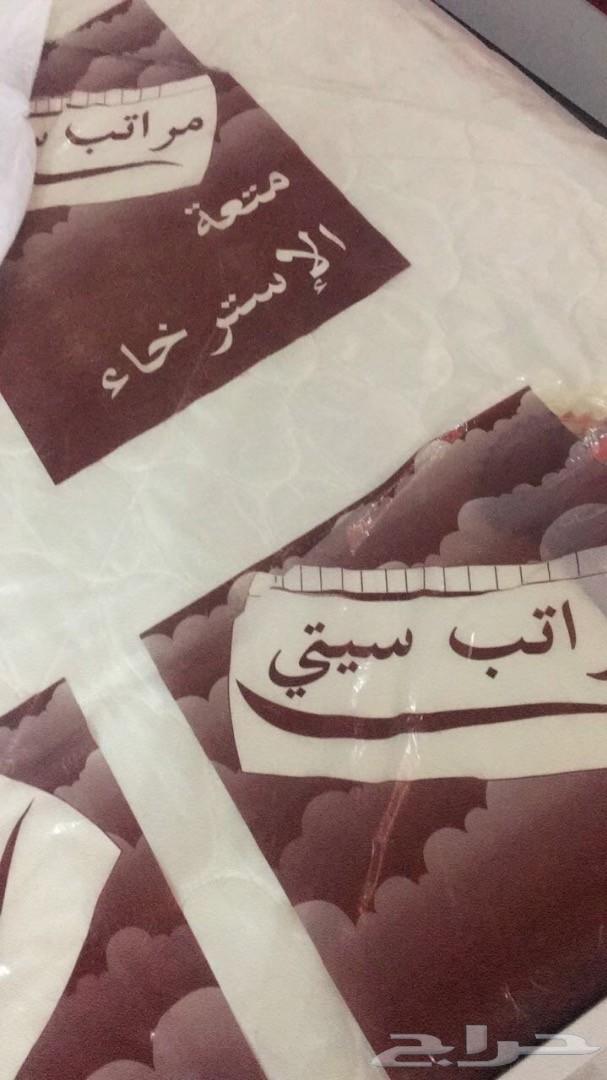 مراتب
متعة
الإسترخاء
اتب سيتي
حراج